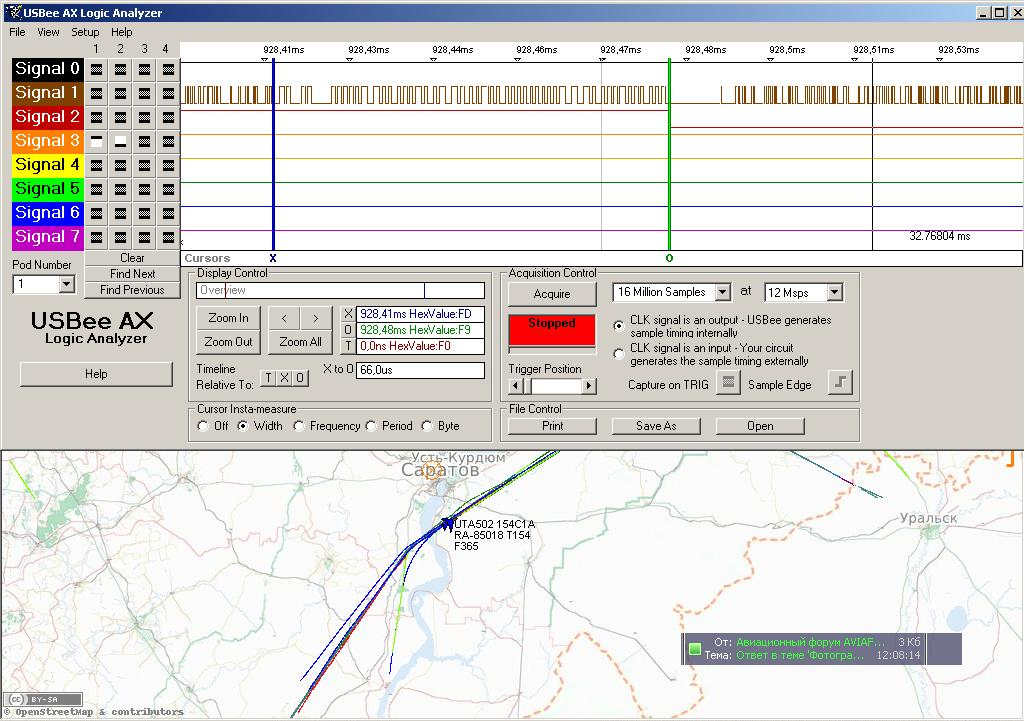 USBee AX Logic Analyzer
File View Setup Help
1 2 3 4
928,41ms 928,43ms 928,44ms 928,46ms 928,47ms 928,48ms 928,5ms 928,51ms 928,53ms
Signal 0
Signal 1
Signal 2
Signal 3
Signal 4
Signal 5
Signal 6
Signal 7
32.76804 ms
Cursors X O
Pod Number
1
Clear
Find Next
Find Previous
USBee AX
Logic Analyzer
Help
Display Control
Overview
Zoom In < >
Zoom Out Zoom All
X 928,41ms HexValue:FD
O 928,48ms HexValue:F9
T 0,0ns HexValue:F0
Timeline
Relative To: T X O
X to O 66,0us
Cursor Insta-measure
Off Width Frequency Period Byte
Acquisition Control
Acquire 16 Million Samples at 12 Msps
Stopped
CLK signal is an output - USBee generates
sample timing internally
CLK signal is an input - Your circuit
generates the sample timing externally
Trigger Position
Capture on TRIG Sample Edge
File Control
Print Save As Open
Усть-Курдюм
Саратов
UTA502 154C1A
RA-85018 T154
F365
Уральск
От: Авиационный форум AVIAF... 3 Кб
Тема: Ответ в теме 'Фотогра... 12:08:14
cc BY-SA
© OpenStreetMap & contributors